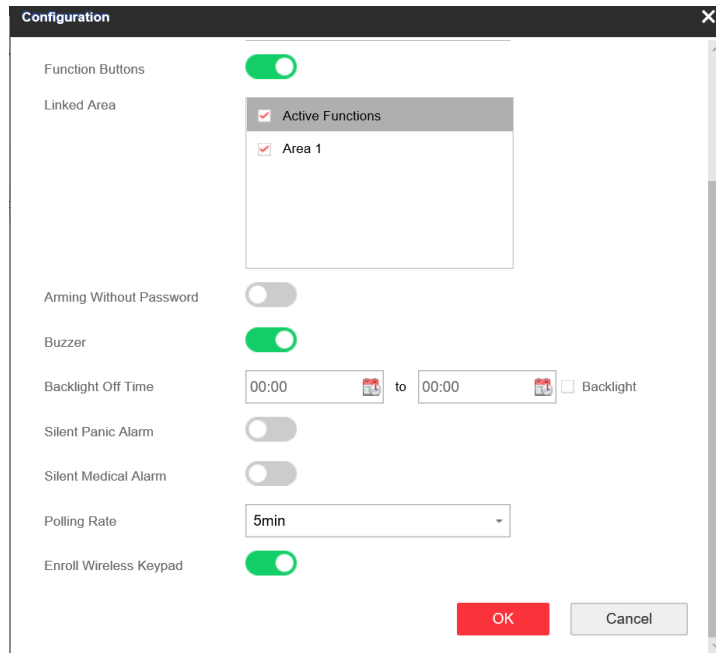 Configuration
Function Buttons
Linked Area
Active Functions
Area 1
Arming Without Password
Buzzer
Backlight Off Time 00:00 to 00:00 Backlight
Silent Panic Alarm
Silent Medical Alarm
Polling Rate 5min
Enroll Wireless Keypad
OK Cancel